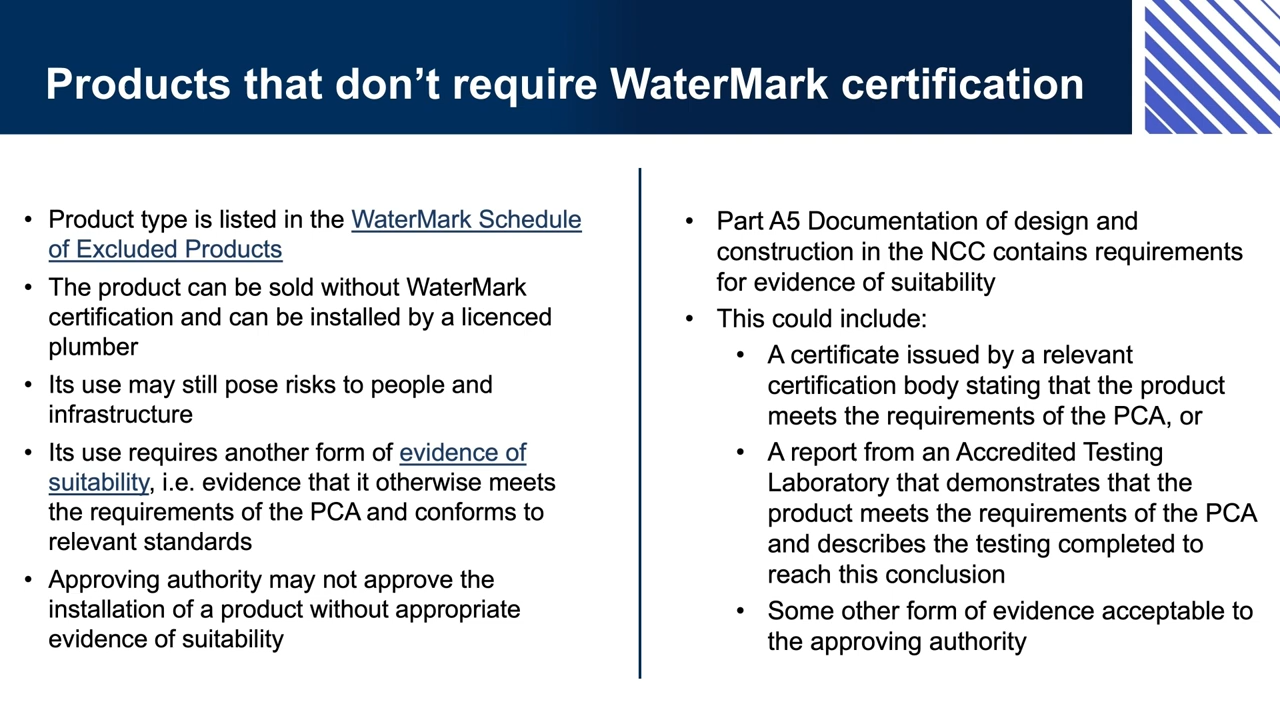 Products that don’t require WaterMark certification
• Product type is listed in the WaterMark Schedule
of Excluded Products
• The product can be sold without WaterMark
certification and can be installed by a licenced
plumber
• Its use may still pose risks to people and
infrastructure
• Its use requires another form of evidence of
suitability, i.e. evidence that it otherwise meets
the requirements of the PCA and conforms to
relevant standards
• Approving authority may not approve the
installation of a product without appropriate
evidence of suitability
• Part A5 Documentation of design and
construction in the NCC contains requirements
for evidence of suitability
• This could include:
• A certificate issued by a relevant
certification body stating that the product
meets the requirements of the PCA, or
• A report from an Accredited Testing
Laboratory that demonstrates that the
product meets the requirements of the PCA
and describes the testing completed to
reach this conclusion
• Some other form of evidence acceptable to
the approving authority